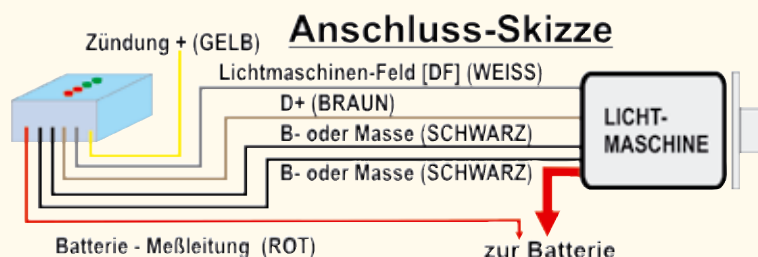 Anschluss-Skizze
Zündung + (GELB)
Lichtmaschinen-Feld [DF] (WEISS)
D+ (BRAUN)
B- oder Masse (SCHWARZ)
B- oder Masse (SCHWARZ)
LICHT-
MASCHINE
Batterie - Meßleitung (ROT)
zur Batterie